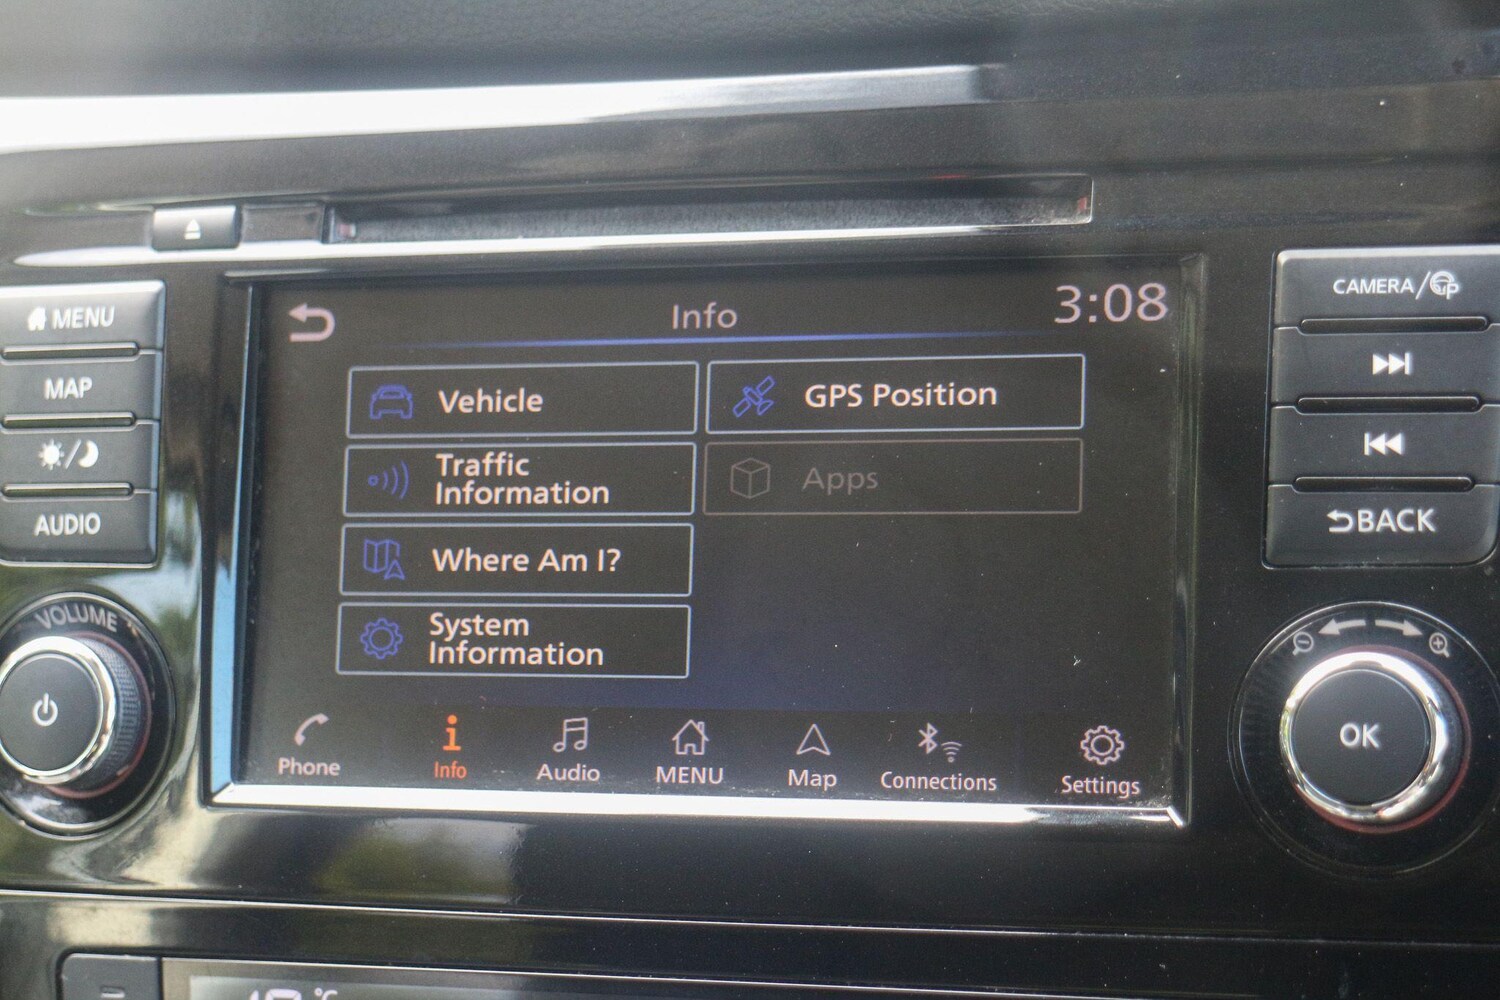 MENU
MAP
AUDIO
VOLUME
Info
3:08
Vehicle
GPS Position
Traffic
Information
Apps
Where Am I?
System
Information
Phone
Info
Audio
MENU
Map
Connections
Settings
CAMERA/
BACK
OK
°C